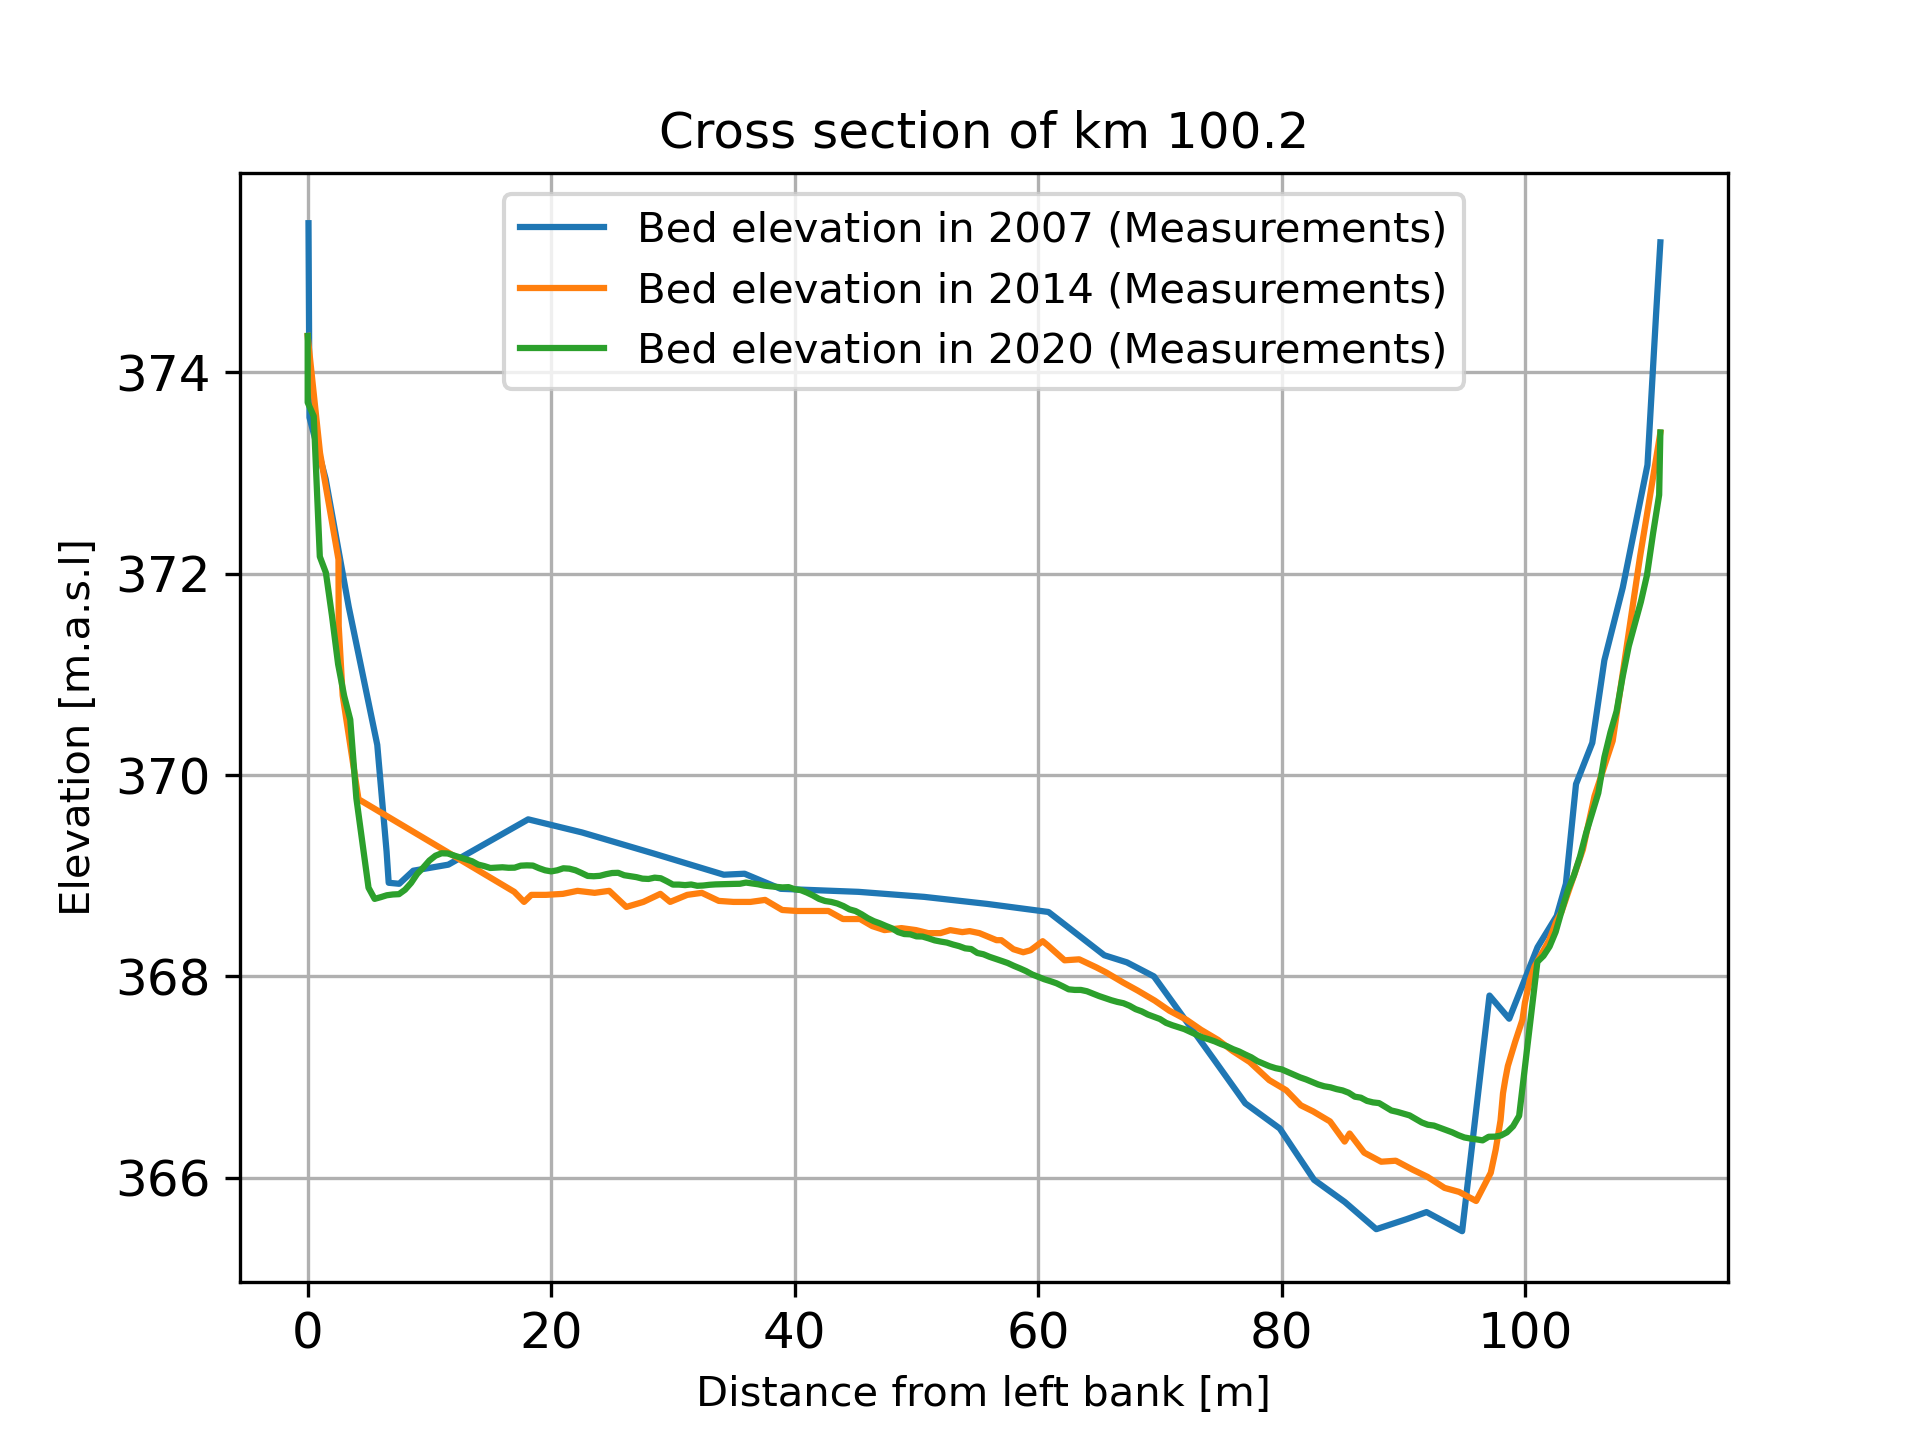 Cross section of km 100.2
Bed elevation in 2007 (Measurements)
Bed elevation in 2014 (Measurements)
Bed elevation in 2020 (Measurements)
374
372
370
368
366
Elevation [m.a.s.l]
0 20 40 60 80 100
Distance from left bank [m]